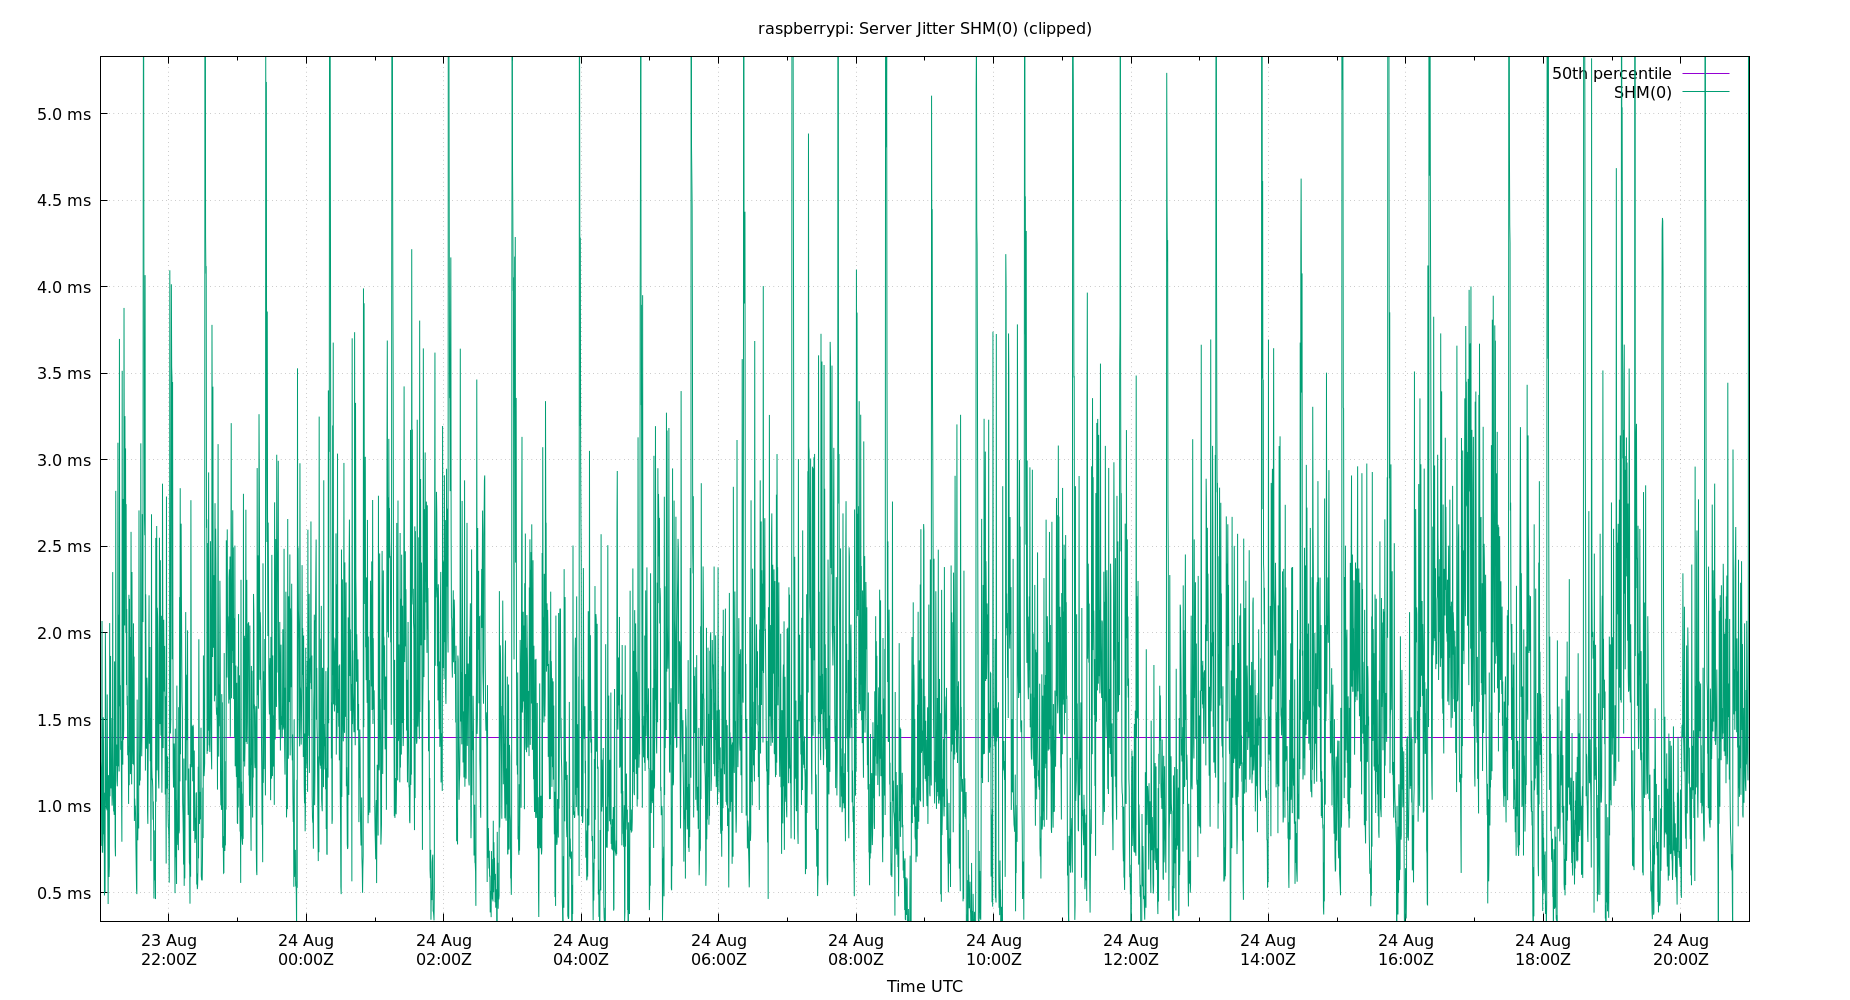 raspberrypi: Server Jitter SHM(0) (clipped)
50th percentile
SHM(0)
5.0 ms
4.5 ms
4.0 ms
3.5 ms
3.0 ms
2.5 ms
2.0 ms
1.5 ms
1.0 ms
0.5 ms
23 Aug 24 Aug 24 Aug 24 Aug 24 Aug 24 Aug 24 Aug 24 Aug 24 Aug 24 Aug 24 Aug 24 Aug
22:00Z 00:00Z 02:00Z 04:00Z 06:00Z 08:00Z 10:00Z 12:00Z 14:00Z 16:00Z 18:00Z 20:00Z
Time UTC